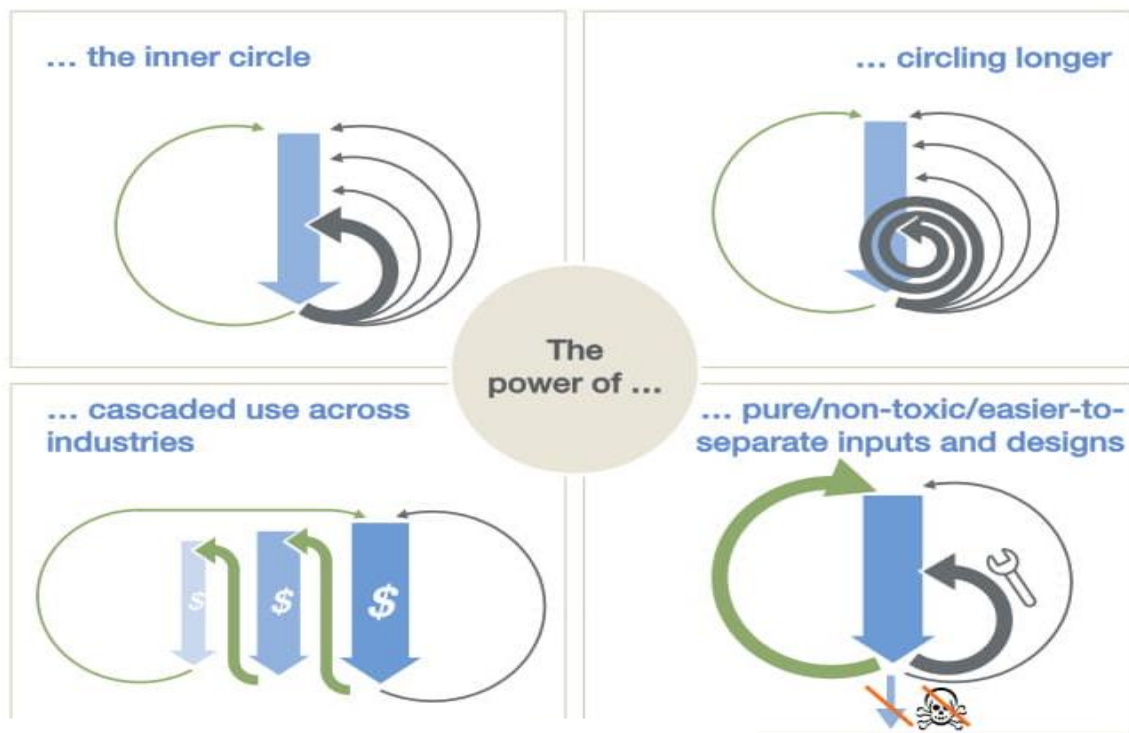 ... the inner circle
... circling longer
The
power of ...
... cascaded use across
industries
... pure/non-toxic/easier-to-
separate inputs and designs
$
$
$